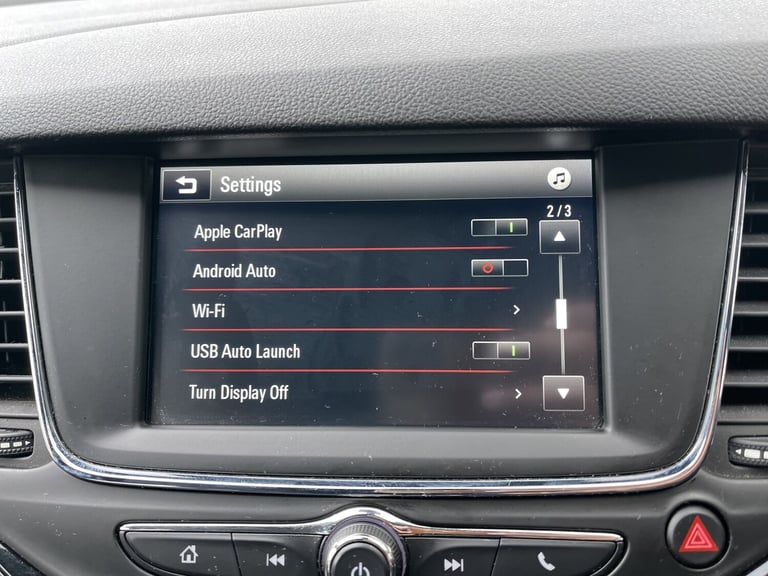 Settings
2/3
Apple CarPlay
Android Auto
Wi-Fi
USB Auto Launch
Turn Display Off